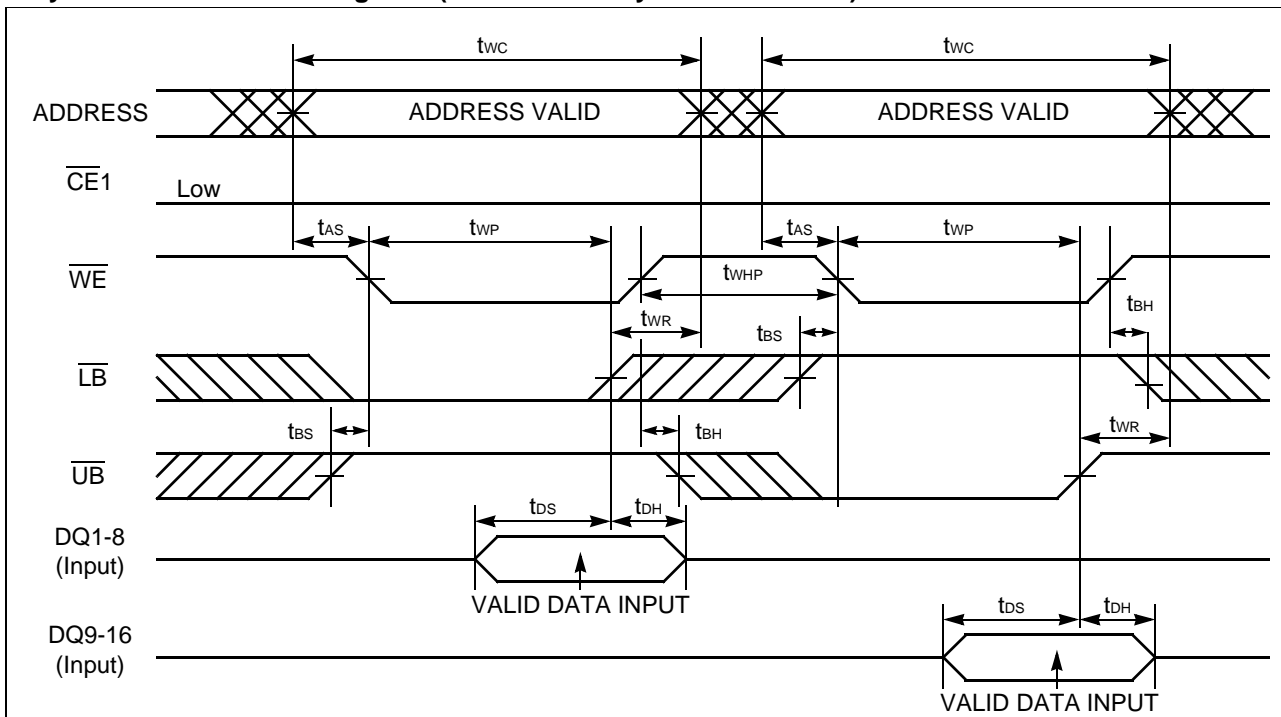 tWC tWC
ADDRESS ADDRESS VALID ADDRESS VALID
CE1 Low
tAS tWP tAS tWP
WE tWHP
tWR tBS tBH
LB
tBS tBH tWR
UB
tDS tDH
DQ1-8
(Input)
VALID DATA INPUT
tDS tDH
DQ9-16
(Input)
VALID DATA INPUT